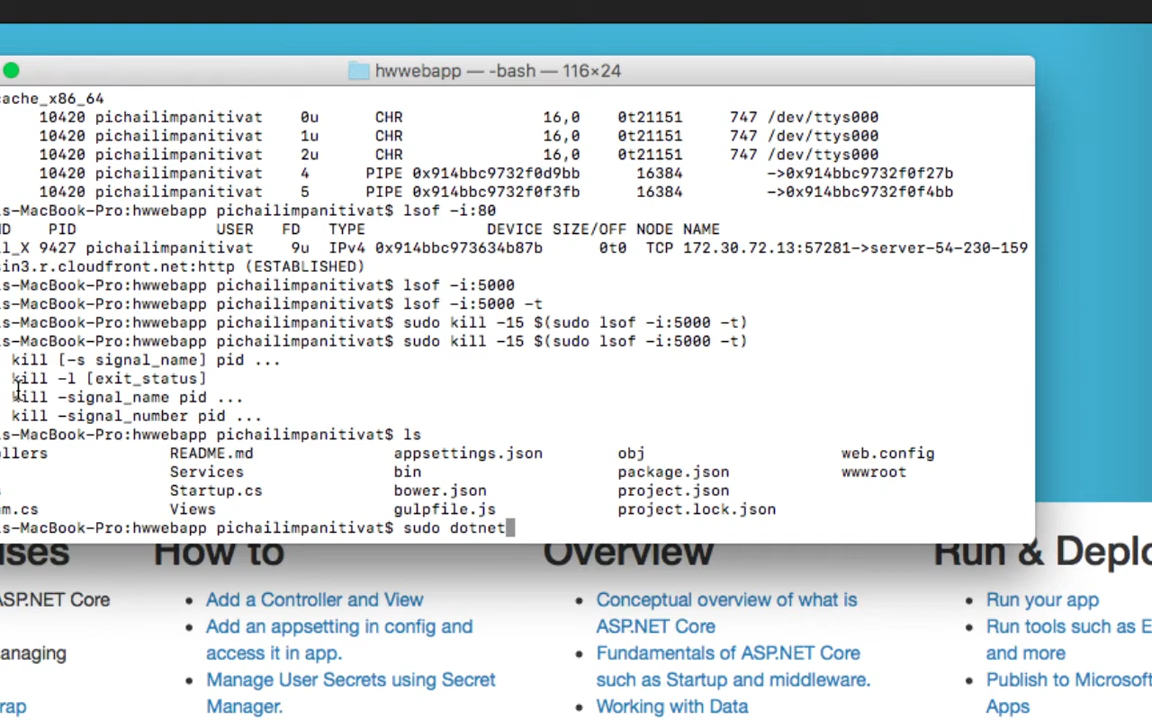 hwwebapp — -bash — 116×24
cache_x86_64
10420 pichailimpanitivat 0u CHR 16,0 0t21151 747 /dev/ttys000
10420 pichailimpanitivat 1u CHR 16,0 0t21151 747 /dev/ttys000
10420 pichailimpanitivat 2u CHR 16,0 0t21151 747 /dev/ttys000
10420 pichailimpanitivat 4 PIPE 0x914bbc9732f0d9bb 16384 ->0x914bbc9732f0f27b
10420 pichailimpanitivat 5 PIPE 0x914bbc9732f0f3fb 16384 ->0x914bbc9732f0f4bb
s-MacBook-Pro:hwwebapp pichailimpanitivat$ lsof -i:80
ND PID USER FD TYPE DEVICE SIZE/OFF NODE NAME
ll_X 9427 pichailimpanitivat 9u IPv4 0x914bbc973634b87b 0t0 TCP 172.30.72.13:57281->server-54-230-159
sin3.r.cloudfront.net:http (ESTABLISHED)
s-MacBook-Pro:hwwebapp pichailimpanitivat$ lsof -i:5000
s-MacBook-Pro:hwwebapp pichailimpanitivat$ lsof -i:5000 -t
s-MacBook-Pro:hwwebapp pichailimpanitivat$ sudo kill -15 $(sudo lsof -i:5000 -t)
s-MacBook-Pro:hwwebapp pichailimpanitivat$ sudo kill -15 $(sudo lsof -i:5000 -t)
kill [-s signal_name] pid ...
kill -l [exit_status]
kill -signal_name pid ...
kill -signal_number pid ...
s-MacBook-Pro:hwwebapp pichailimpanitivat$ ls
llers README.md appsettings.json obj web.config
Services bin package.json wwwroot
s Startup.cs bower.json project.json
m.cs Views gulpfile.js project.lock.json
s-MacBook-Pro:hwwebapp pichailimpanitivat$ sudo dotnet
uses How to Overview Run & Deplo
ASP.NET Core Add a Controller and View Conceptual overview of what is Run your app
Add an appsetting in config and ASP.NET Core Run tools such as E
anaging access it in app. Fundamentals of ASP.NET Core and more
Manage User Secrets using Secret such as Startup and middleware. Publish to Microsoft
rap Manager. Working with Data Apps